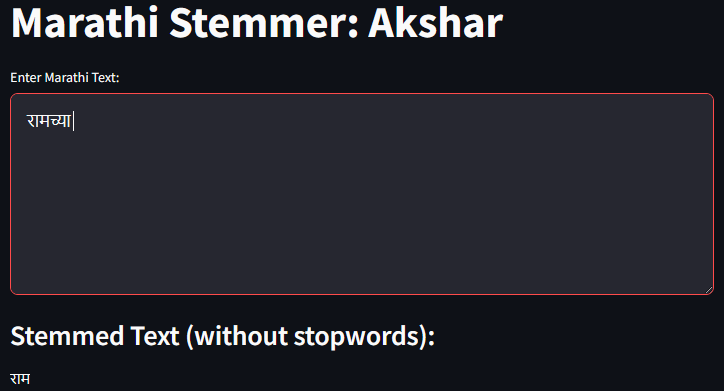 Marathi Stemmer: Akshar
Enter Marathi Text:
रामच्या
Stemmed Text (without stopwords):
राम